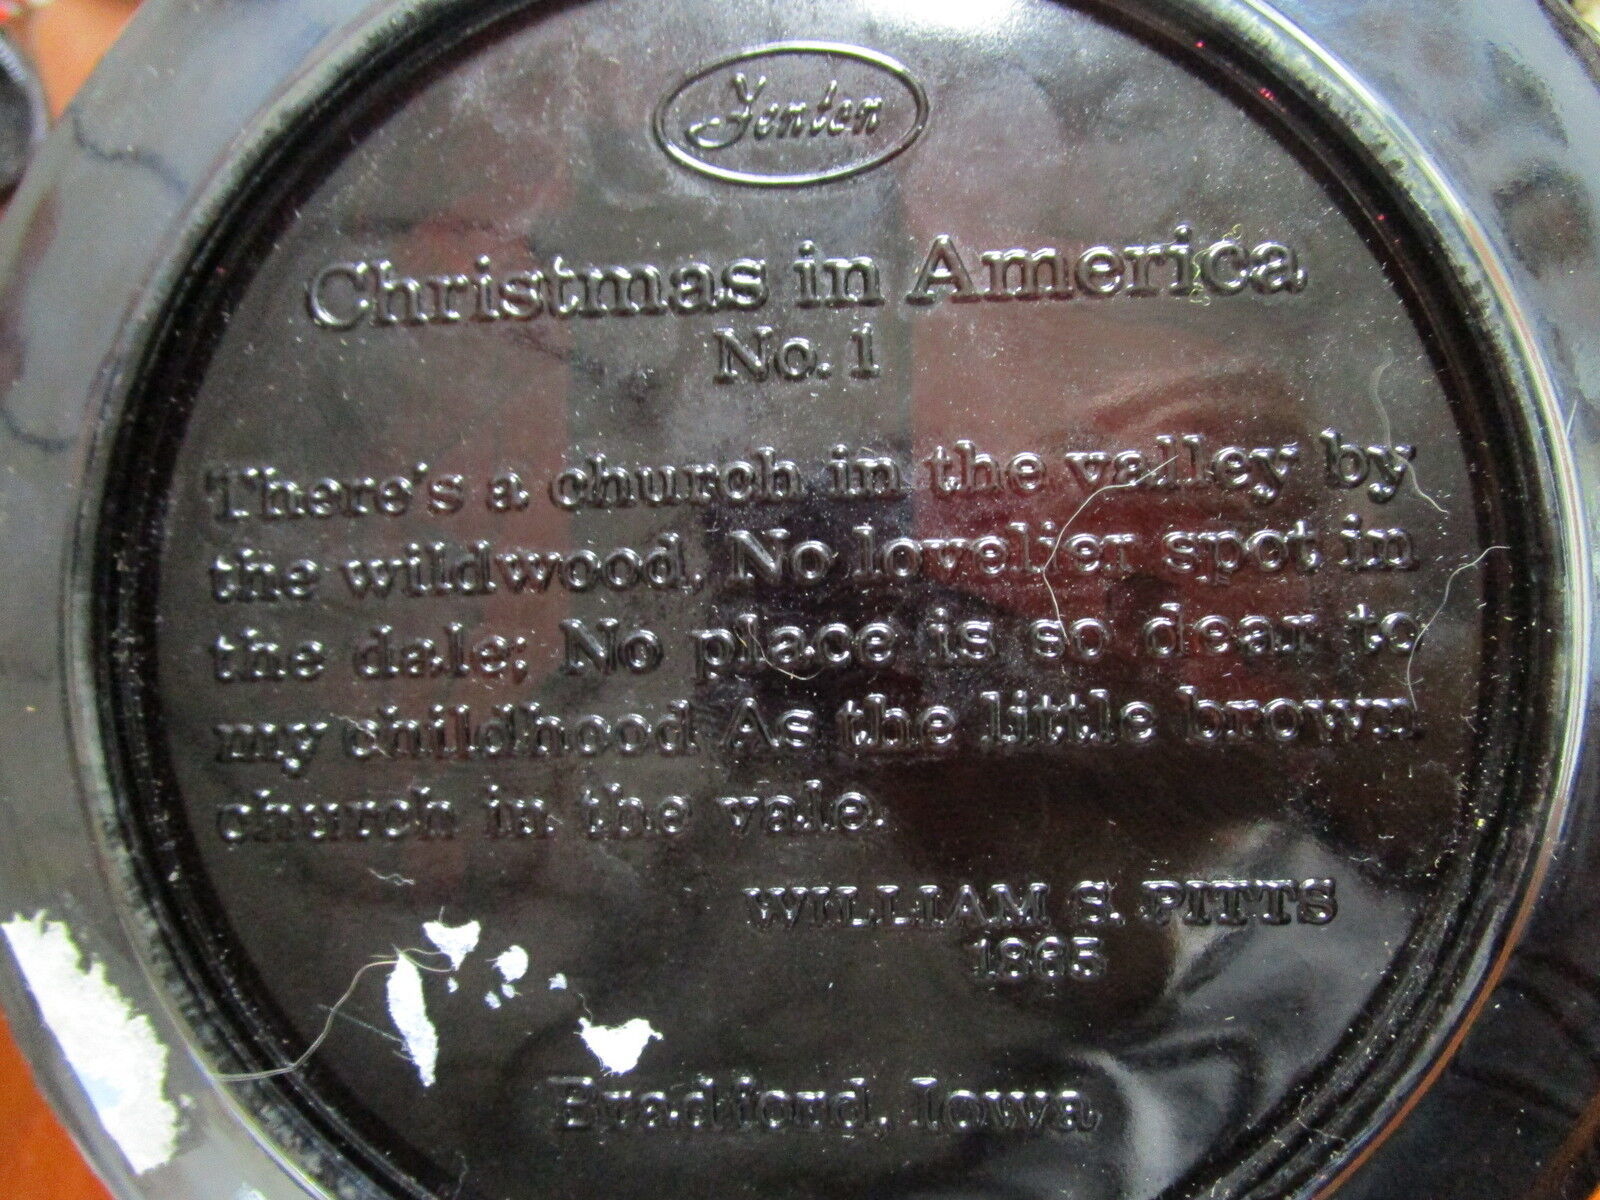 Fenton
Christmas in America
No. 1
There's a church in the valley by
the wildwood, No lovelier spot in
the dale; No place is so dear to
my childhood As the little brown
church in the vale.
WILLIAM S. PITTS
1865
Bradford, Iowa